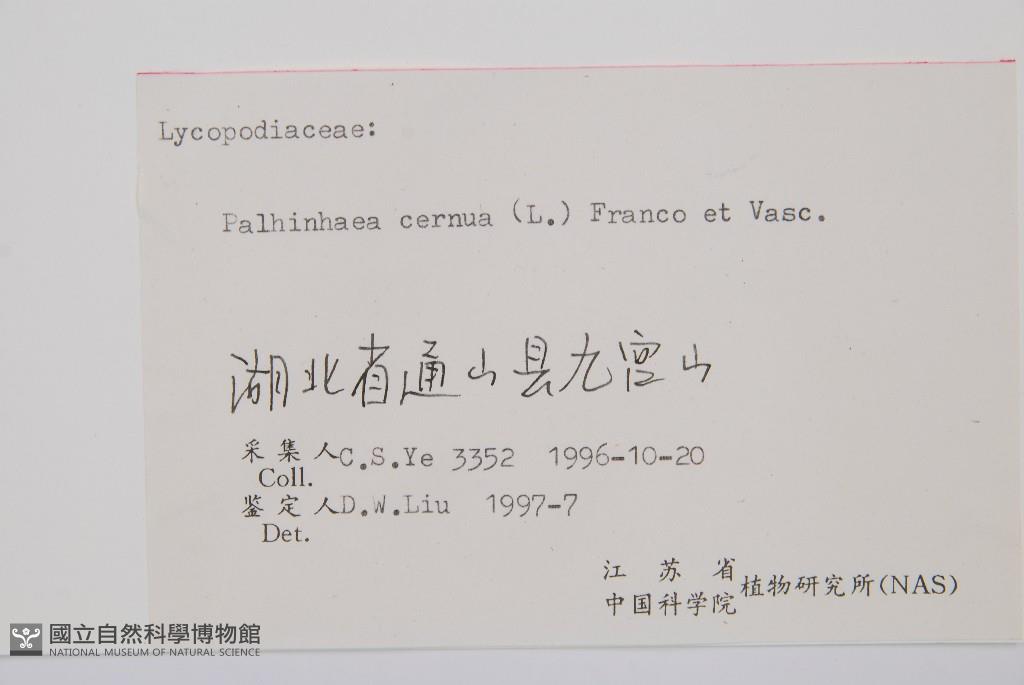 Lycopodiaceae:
Palhinhaea cernua (L.) Franco et Vasc.
湖北省通山县九宫山
采集人C.S.Ye 3352 1996-10-20
Coll.
鉴定人D.W.Liu 1997-7
Det.
江苏省
中国科学院植物研究所(NAS)
國立自然科學博物館
NATIONAL MUSEUM OF NATURAL SCIENCE